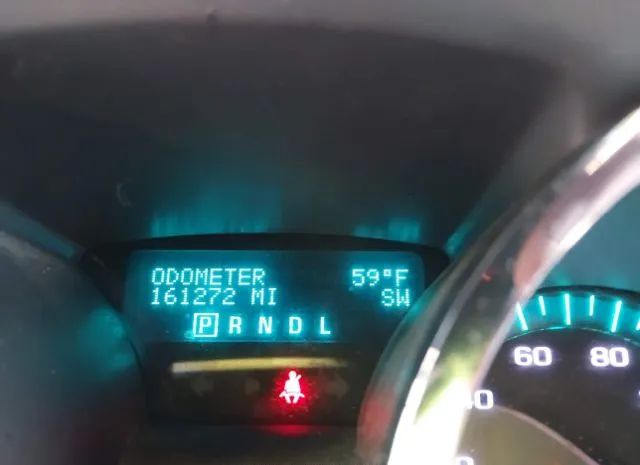 ODOMETER 59°F
161272 MI SW
P R N D L
60 80